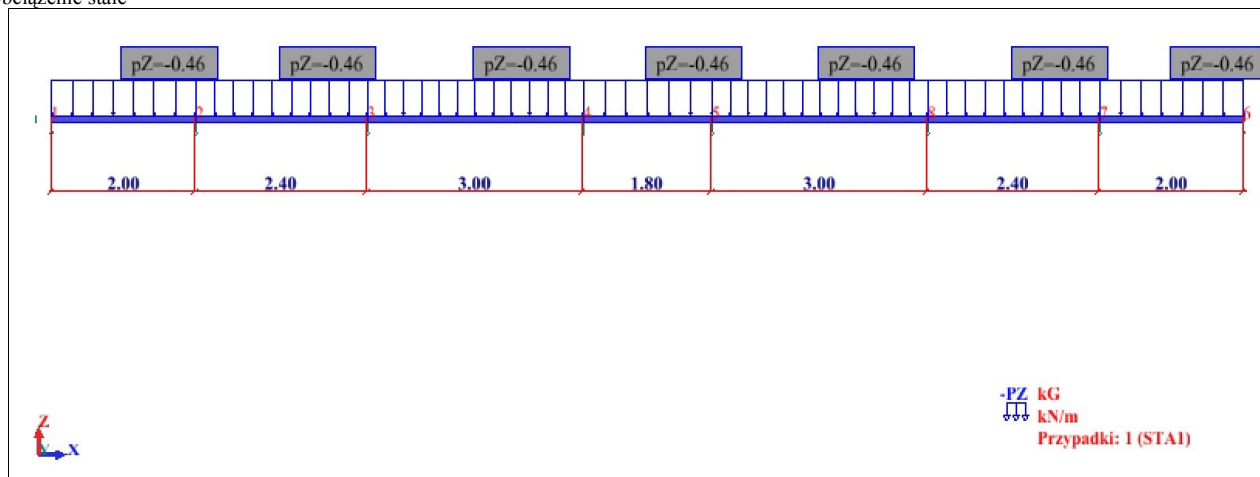 pZ=-0.46 pZ=-0.46 pZ=-0.46 pZ=-0.46 pZ=-0.46 pZ=-0.46 pZ=-0.46
1 2 3 4 5 8 7 6
2.00 2.40 3.00 1.80 3.00 2.40 2.00
-PZ kG
kN/m
Przypadki: 1 (STA1)
Z
X